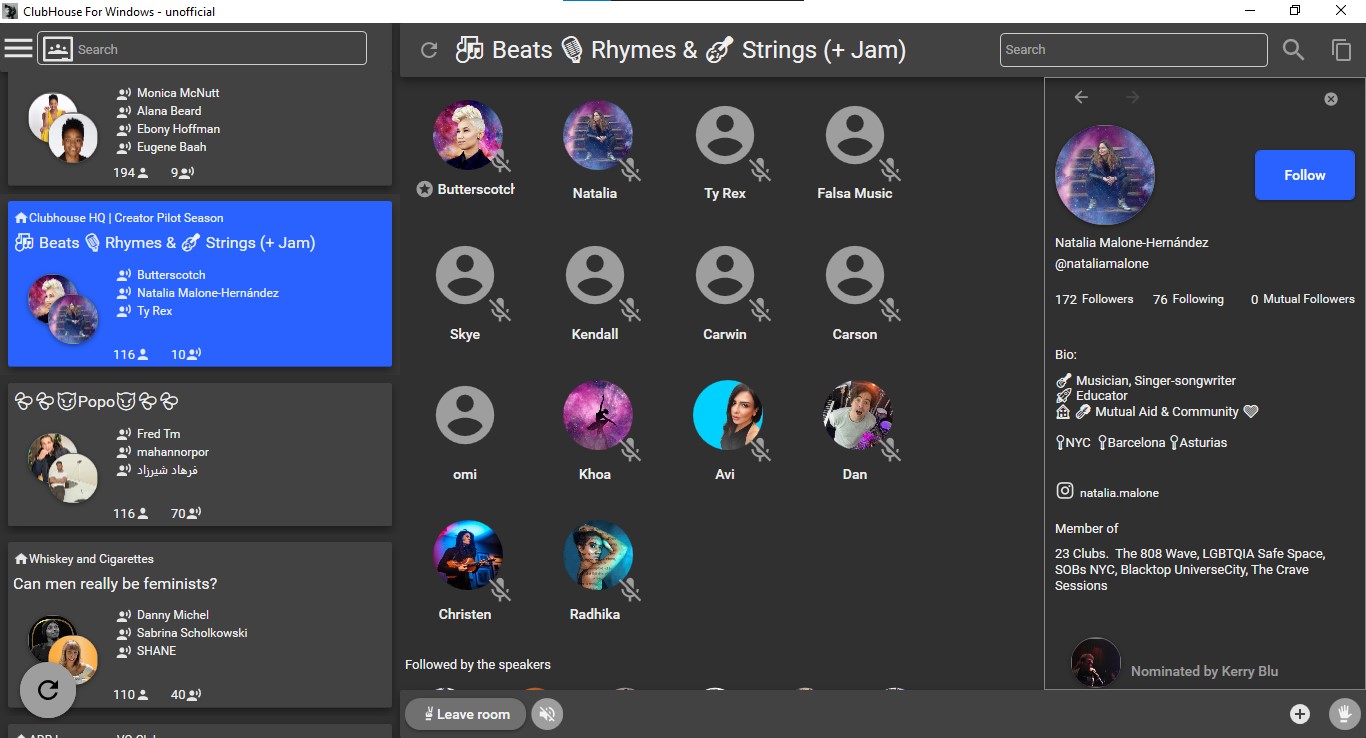 ClubHouse For Windows - unofficial
Search
Monica McNutt
Alana Beard
Ebony Hoffman
Eugene Baah
194 9
Clubhouse HQ | Creator Pilot Season
Beats Rhymes & Strings (+ Jam)
Butterscotch
Natalia Malone-Hernández
Ty Rex
116 10
Popo
Fred Tm
mahannorpor
فرهاد شیرزاد
116 70
Whiskey and Cigarettes
Can men really be feminists?
Danny Michel
Sabrina Scholkowski
SHANE
110 40
Beats Rhymes & Strings (+ Jam)
Search
Butterscotch
Natalia
Ty Rex
Falsa Music
Skye
Kendall
Carwin
Carson
omi
Khoa
Avi
Dan
Christen
Radhika
Followed by the speakers
Leave room
Follow
Natalia Malone-Hernández
@nataliamalone
172 Followers 76 Following 0 Mutual Followers
Bio:
Musician, Singer-songwriter
Educator
Mutual Aid & Community
NYC Barcelona Asturias
natalia.malone
Member of
23 Clubs. The 808 Wave, LGBTQIA Safe Space,
SOBs NYC, Blacktop UniverseCity, The Crave
Sessions
Nominated by Kerry Blu